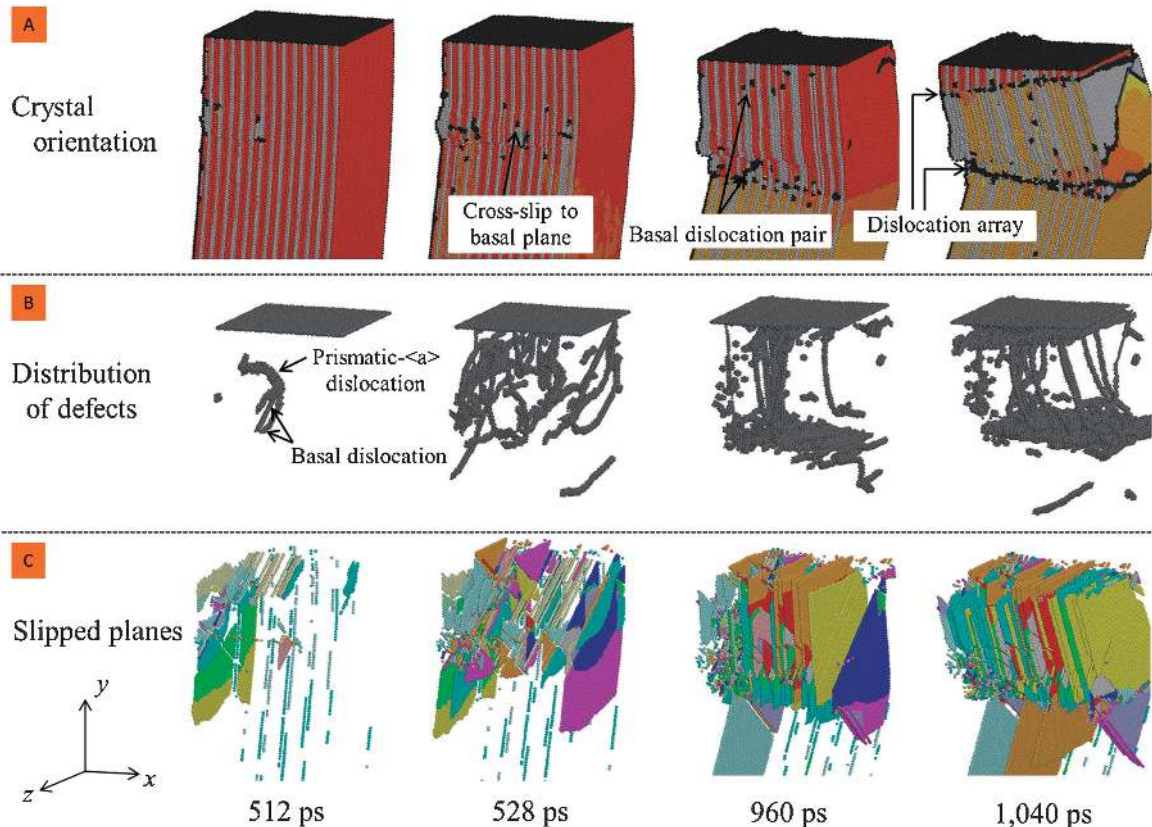 A
Crystal
orientation
Cross-slip to
basal plane
Basal dislocation pair
Dislocation array
B
Distribution
of defects
Prismatic-<a>
dislocation
Basal dislocation
C
Slipped planes
y
z
x
512 ps
528 ps
960 ps
1,040 ps